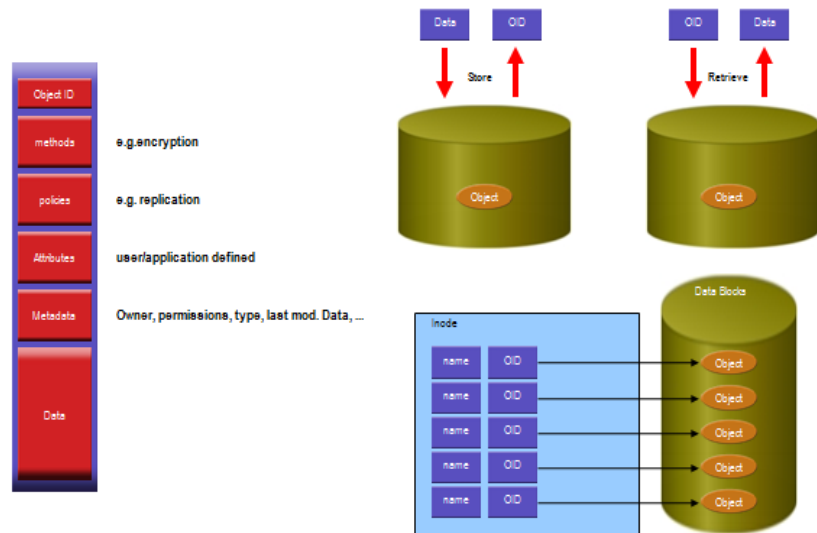 Object ID
methods
e.g.encryption
policies
e.g. replication
Attributes
user/application defined
Metadata
Owner, permissions, type, last mod. Data, ...
Data
Data
OID
Store
Object
OID
Data
Retrieve
Object
Inode
name OID
name OID
name OID
name OID
name OID
Data Blocks
Object
Object
Object
Object
Object